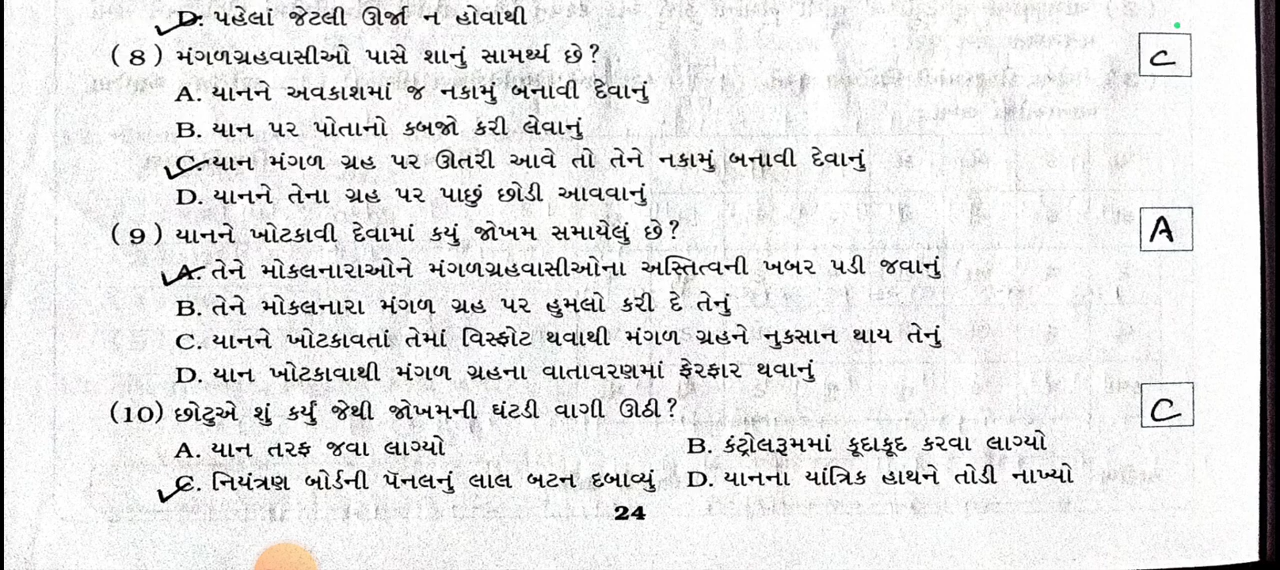 D. પહેલાં જેટલી ઊર્જા ન હોવાથી
(8) મંગળગ્રહવાસીઓ પાસે શાનું સામર્થ્ય છે? C
A. યાનને અવકાશમાં જ નકામું બનાવી દેવાનું
B. યાન પર પોતાનો કબજો કરી લેવાનું
C. યાન મંગળ ગ્રહ પર ઊતરી આવે તો તેને નકામું બનાવી દેવાનું
D. યાનને તેના ગ્રહ પર પાછું છોડી આવવાનું
(9) યાનને ખોટકાવી દેવામાં કયું જોખમ સમાયેલું છે? A
A. તેને મોકલનારાઓને મંગળગ્રહવાસીઓના અસ્તિત્વની ખબર પડી જવાનું
B. તેને મોકલનારા મંગળ ગ્રહ પર હુમલો કરી દે તેનું
C. યાનને ખોટકાવતાં તેમાં વિસ્ફોટ થવાથી મંગળ ગ્રહને નુકસાન થાય તેનું
D. યાન ખોટકાવાથી મંગળ ગ્રહના વાતાવરણમાં ફેરફાર થવાનું
(10) છોટુએ શું કર્યું જેથી જોખમની ઘંટડી વાગી ઊઠી? C
A. યાન તરફ જવા લાગ્યો B. કંટ્રોલરૂમમાં કૂદાકૂદ કરવા લાગ્યો
C. નિયંત્રણ બોર્ડની પૅનલનું લાલ બટન દબાવ્યું D. યાનના યાંત્રિક હાથને તોડી નાખ્યો
24